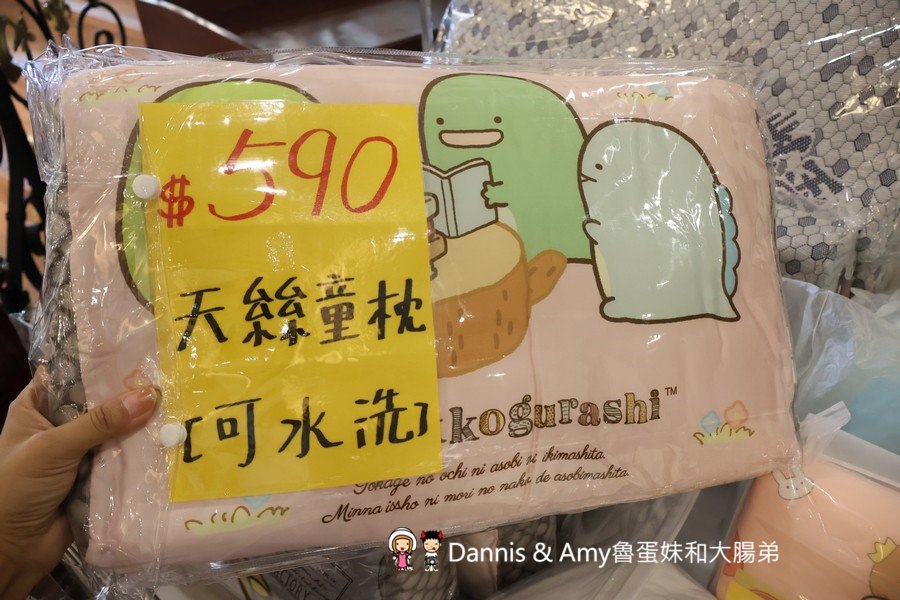 $590
天絲童枕
[可水洗]
kkogurashi™
Tokage no ochi ni asobi ni ikimashita.
Minna issho ni mori no naka de asobimashita.
Dannis & Amy魯蛋妹和大腸弟